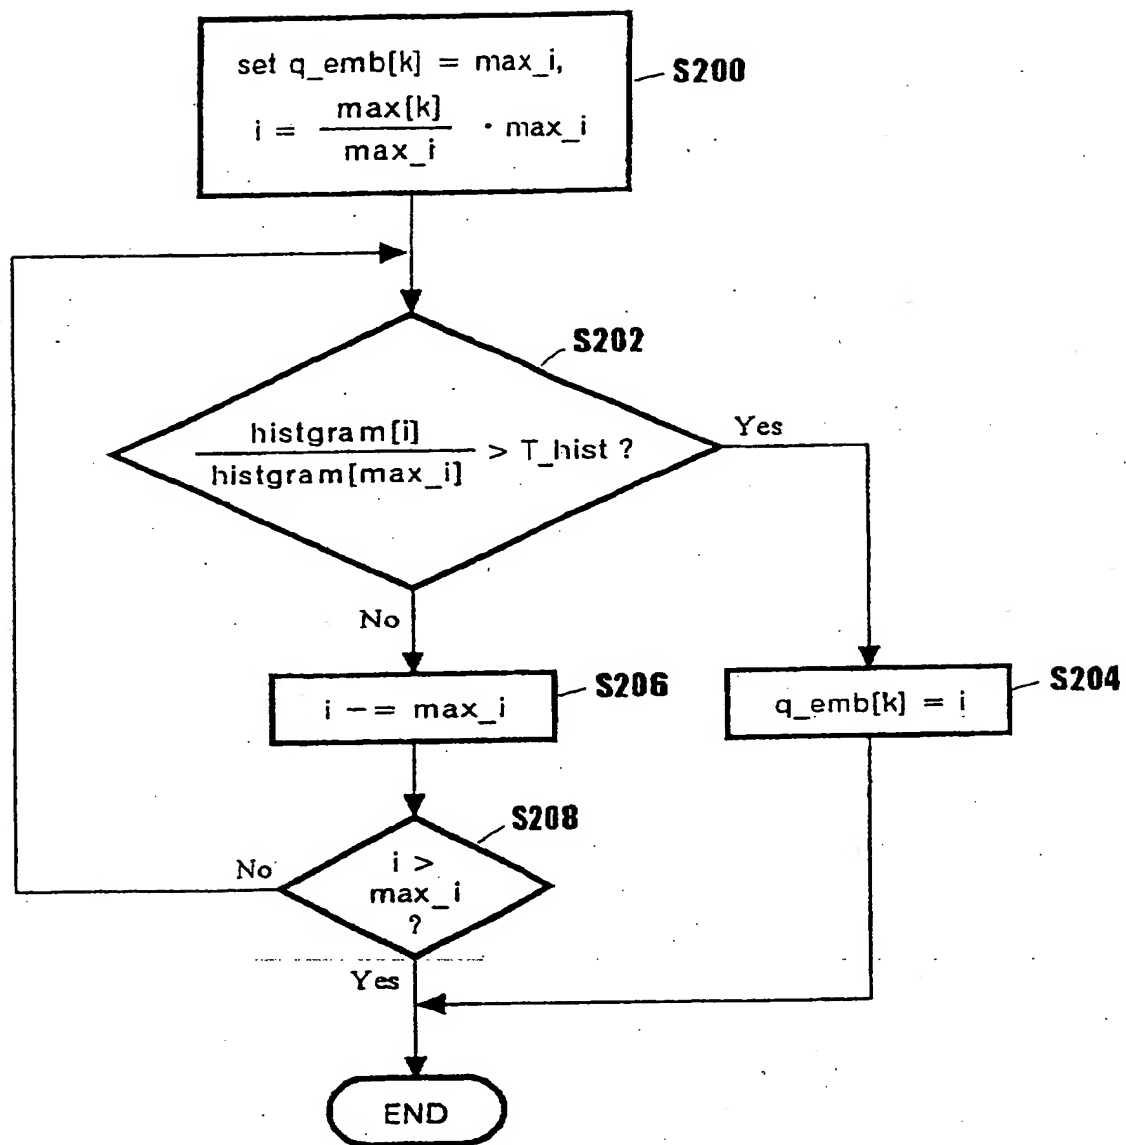 set q_emb[k] = max_i,
i = max[k] / max_i · max_i
S200
S202
histgram[i] / histgram[max_i] > T_hist ?
Yes
No
i −= max_i
S206
q_emb[k] = i
S204
S208
i >
max_i
?
No
Yes
END